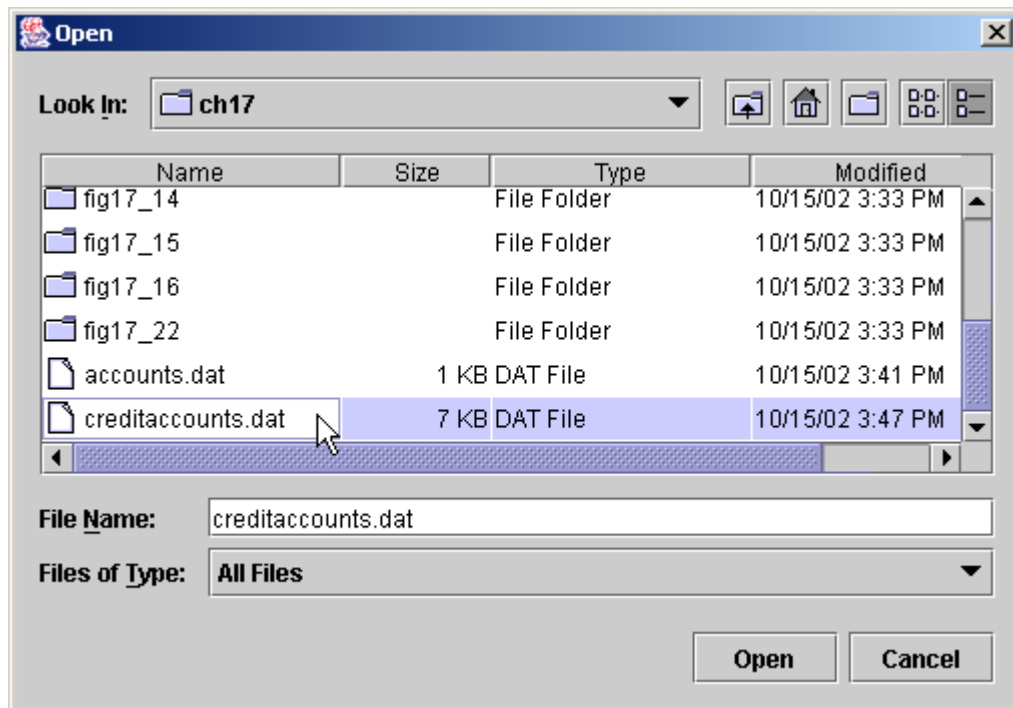 Open
Look In: ch17
Name Size Type Modified
fig17_14 File Folder 10/15/02 3:33 PM
fig17_15 File Folder 10/15/02 3:33 PM
fig17_16 File Folder 10/15/02 3:33 PM
fig17_22 File Folder 10/15/02 3:33 PM
accounts.dat 1 KB DAT File 10/15/02 3:41 PM
creditaccounts.dat 7 KB DAT File 10/15/02 3:47 PM
File Name: creditaccounts.dat
Files of Type: All Files
Open Cancel